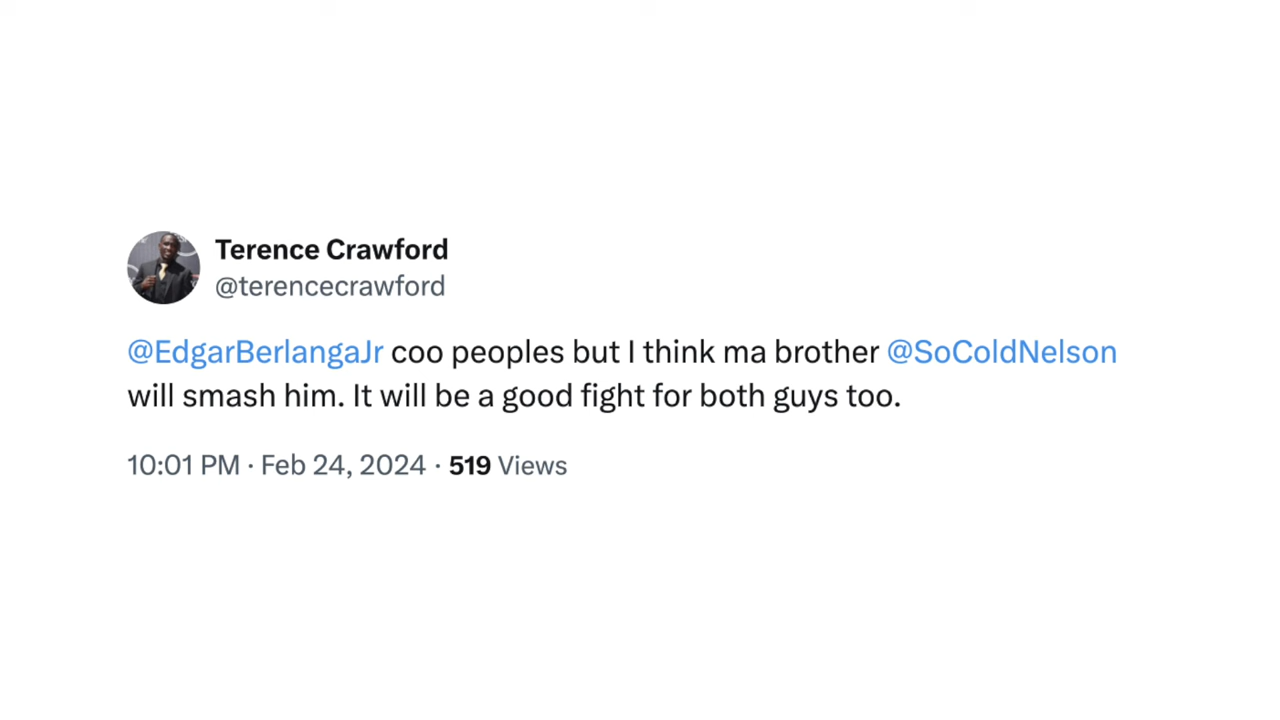 Terence Crawford
@terencecrawford
@EdgarBerlangaJr coo peoples but I think ma brother @SoColdNelson
will smash him. It will be a good fight for both guys too.
10:01 PM · Feb 24, 2024 · 519 Views